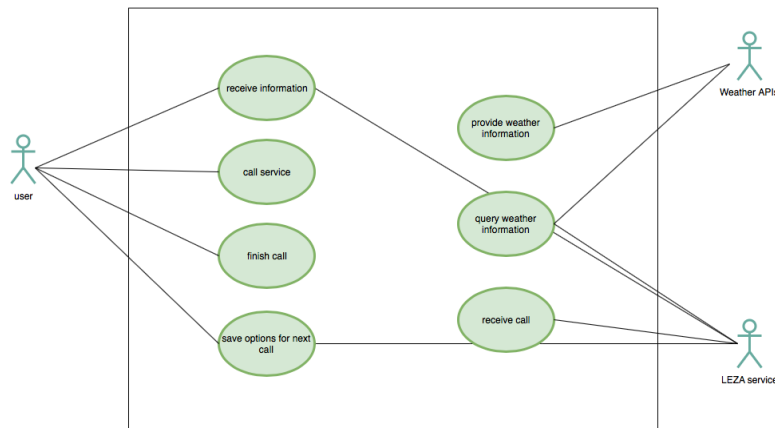 receive information
call service
finish call
save options for next
call
user
provide weather
information
query weather
information
receive call
Weather APIs
LEZA service